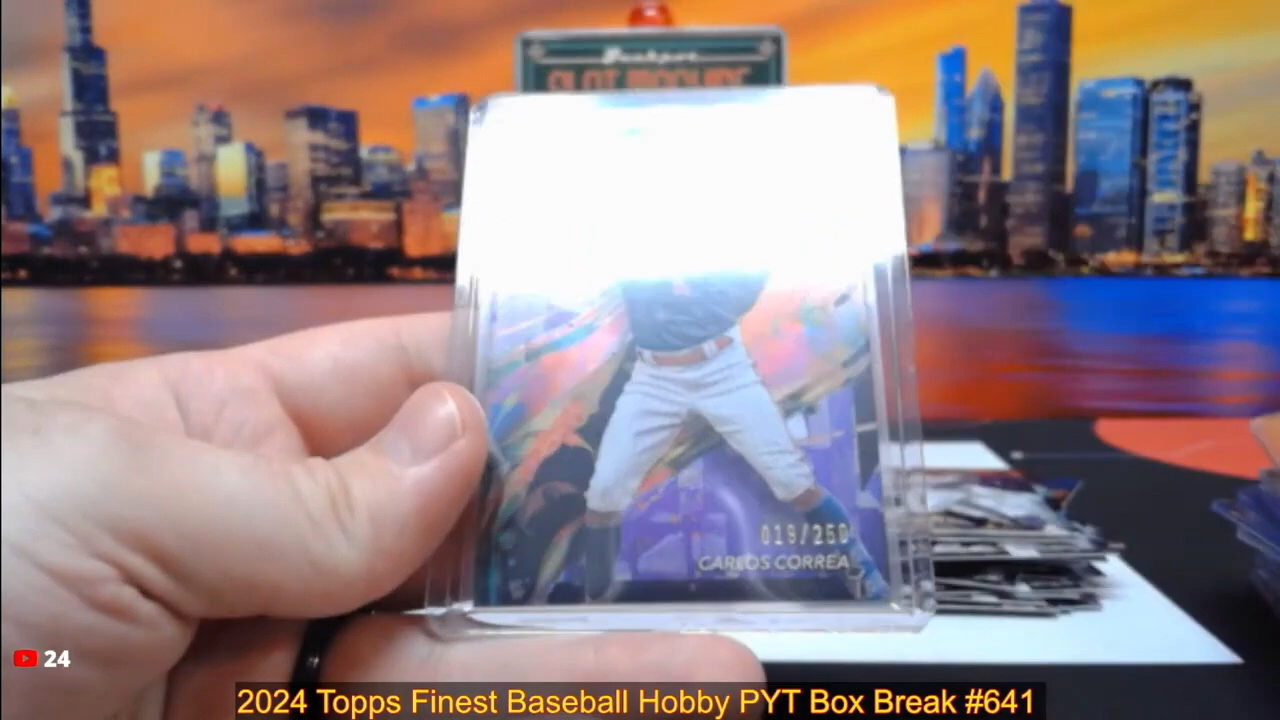 019/250
CARLOS CORREA
24
2024 Topps Finest Baseball Hobby PYT Box Break #641